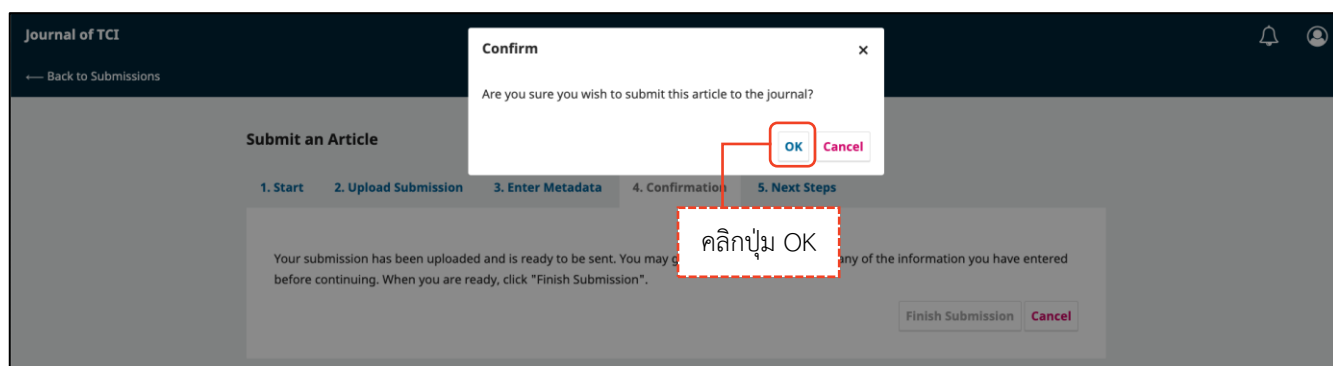 Journal of TCI
← Back to Submissions
Confirm ×
Are you sure you wish to submit this article to the journal?
OK Cancel
Submit an Article
1. Start 2. Upload Submission 3. Enter Metadata 4. Confirmation 5. Next Steps
คลิกปุ่ม OK
Your submission has been uploaded and is ready to be sent. You may g any of the information you have entered
before continuing. When you are ready, click "Finish Submission".
Finish Submission Cancel